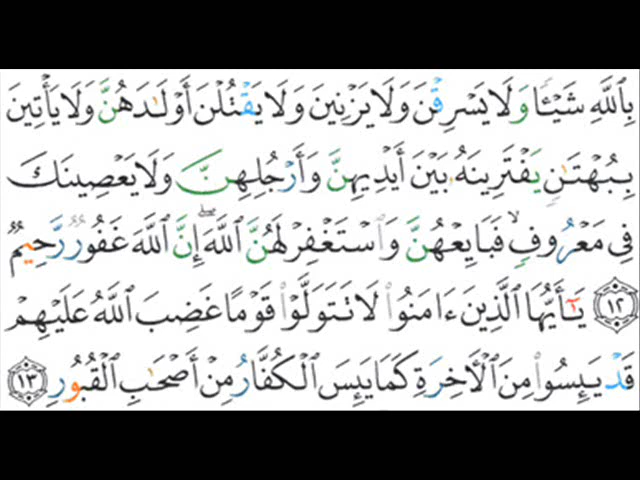 بِٱللَّهِ شَيْـًٔا وَلَا يَسْرِقْنَ وَلَا يَزْنِينَ وَلَا يَقْتُلْنَ أَوْلَـٰدَهُنَّ وَلَا يَأْتِينَ
بِبُهْتَـٰنٍ يَفْتَرِينَهُۥ بَيْنَ أَيْدِيهِنَّ وَأَرْجُلِهِنَّ وَلَا يَعْصِينَكَ
فِى مَعْرُوفٍ ۙ فَبَايِعْهُنَّ وَٱسْتَغْفِرْ لَهُنَّ ٱللَّهَ ۖ إِنَّ ٱللَّهَ غَفُورٌ رَّحِيمٌ
١٢ يَـٰٓأَيُّهَا ٱلَّذِينَ ءَامَنُوا۟ لَا تَتَوَلَّوْا۟ قَوْمًا غَضِبَ ٱللَّهُ عَلَيْهِمْ
قَدْ يَئِسُوا۟ مِنَ ٱلْـَٔاخِرَةِ كَمَا يَئِسَ ٱلْكُفَّارُ مِنْ أَصْحَـٰبِ ٱلْقُبُورِ ١٣